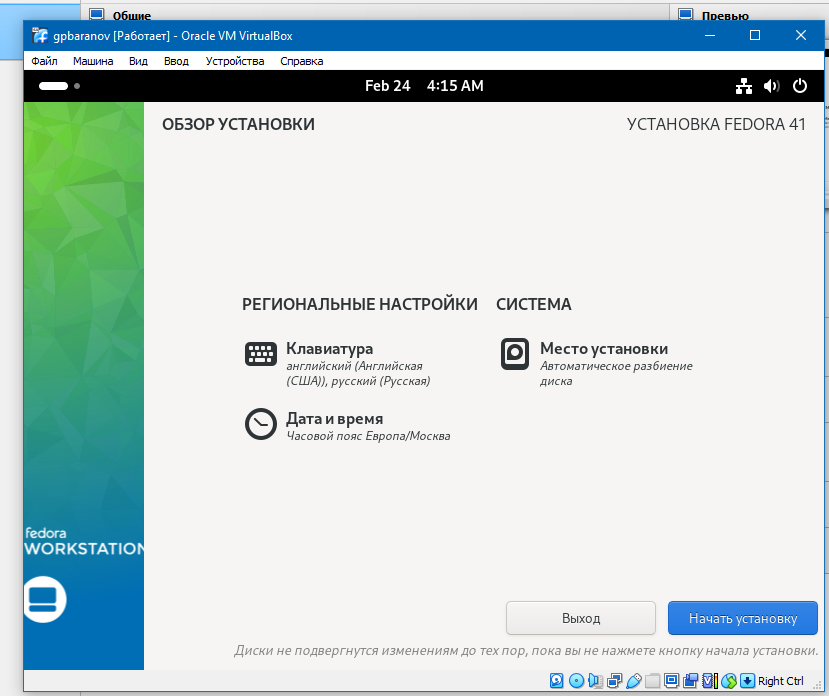 Общие
Превью
gpbaranov [Работает] - Oracle VM VirtualBox
Файл Машина Вид Ввод Устройства Справка
Feb 24 4:15 AM
ОБЗОР УСТАНОВКИ
УСТАНОВКА FEDORA 41
РЕГИОНАЛЬНЫЕ НАСТРОЙКИ
Клавиатура
английский (Английская
(США)), русский (Русская)
Дата и время
Часовой пояс Европа/Москва
СИСТЕМА
Место установки
Автоматическое разбиение
диска
fedora
WORKSTATION
Выход
Начать установку
Диски не подвергнутся изменениям до тех пор, пока вы не нажмете кнопку начала установки.
Right Ctrl